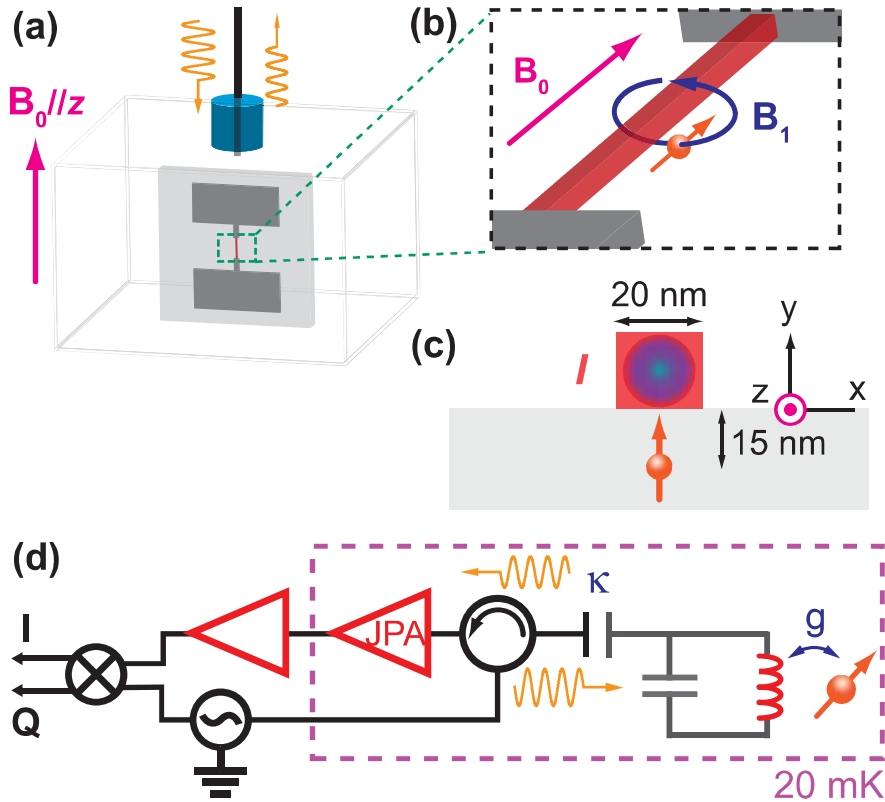 (a)
B₀//z
(b)
B₀
B₁
(c)
20 nm
I
y
z
x
15 nm
(d)
κ
I
JPA
g
Q
20 mK